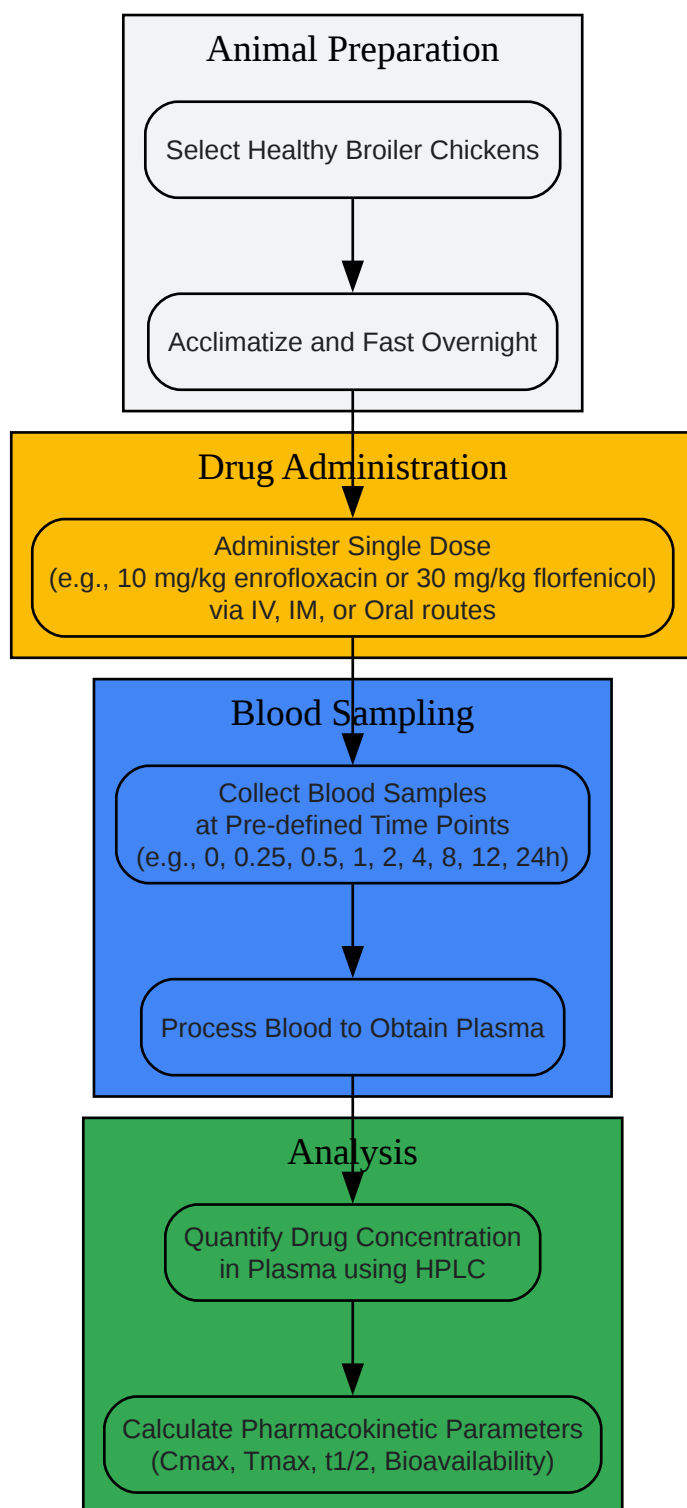 Animal Preparation
Select Healthy Broiler Chickens
Acclimatize and Fast Overnight
Drug Administration
Administer Single Dose
(e.g., 10 mg/kg enrofloxacin or 30 mg/kg florfenicol)
via IV, IM, or Oral routes
Blood Sampling
Collect Blood Samples
at Pre-defined Time Points
(e.g., 0, 0.25, 0.5, 1, 2, 4, 8, 12, 24h)
Process Blood to Obtain Plasma
Analysis
Quantify Drug Concentration
in Plasma using HPLC
Calculate Pharmacokinetic Parameters
(Cmax, Tmax, t1/2, Bioavailability)